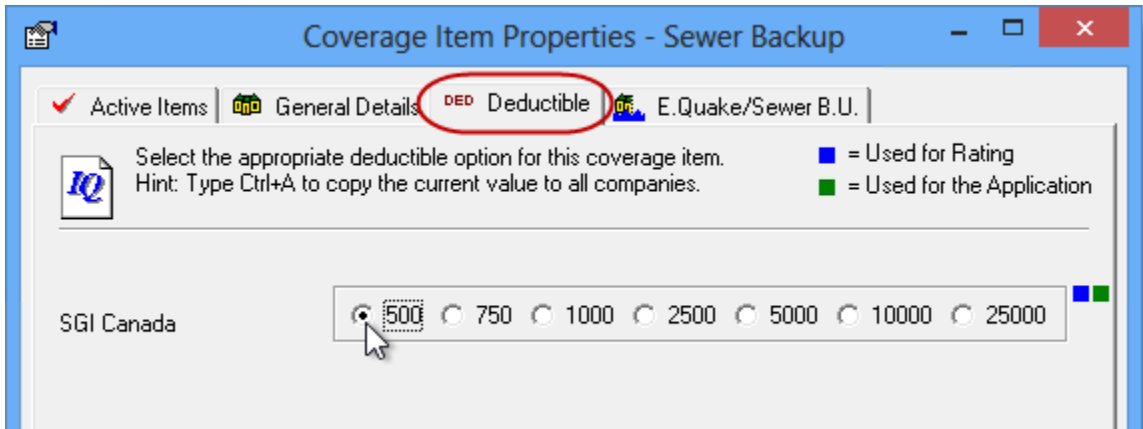 Coverage Item Properties - Sewer Backup
Active Items General Details DED Deductible E.Quake/Sewer B.U.
Select the appropriate deductible option for this coverage item.
Hint: Type Ctrl+A to copy the current value to all companies.
= Used for Rating
= Used for the Application
IQ
SGI Canada 500 750 1000 2500 5000 10000 25000